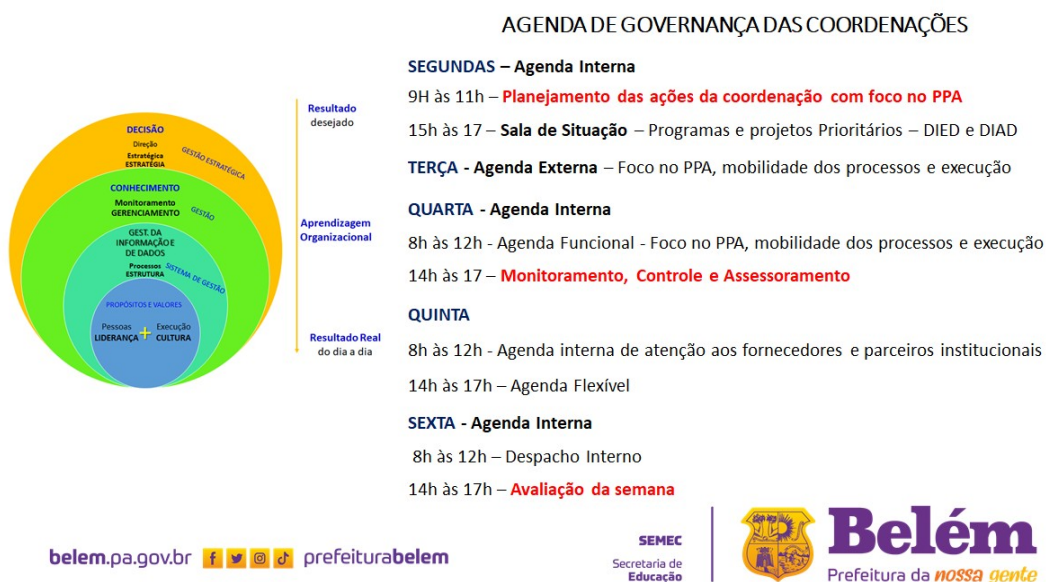 AGENDA DE GOVERNANÇA DAS COORDENAÇÕES
SEGUNDAS – Agenda Interna
9H às 11h – Planejamento das ações da coordenação com foco no PPA
15h às 17 – Sala de Situação – Programas e projetos Prioritários – DIED e DIAD
TERÇA - Agenda Externa – Foco no PPA, mobilidade dos processos e execução
QUARTA - Agenda Interna
8h às 12h - Agenda Funcional - Foco no PPA, mobilidade dos processos e execução
14h às 17 – Monitoramento, Controle e Assessoramento
QUINTA
8h às 12h - Agenda interna de atenção aos fornecedores e parceiros institucionais
14h às 17h – Agenda Flexível
SEXTA - Agenda Interna
8h às 12h – Despacho Interno
14h às 17h – Avaliação da semana
DECISÃO
Direção
Estratégica
ESTRATÉGIA
GESTÃO ESTRATÉGICA
CONHECIMENTO
Monitoramento
GERENCIAMENTO
GESTÃO
GEST. DA
INFORMAÇÃO E
DE DADOS
Processos
ESTRUTURA
SISTEMA DE GESTÃO
PROPÓSITOS E VALORES
Pessoas + Execução
LIDERANÇA CULTURA
Resultado
desejado
Aprendizagem
Organizacional
Resultado Real
do dia a dia
belem.pa.gov.br
prefeiturabelem
SEMEC
Secretaria de
Educação
Belém
Prefeitura da nossa gente